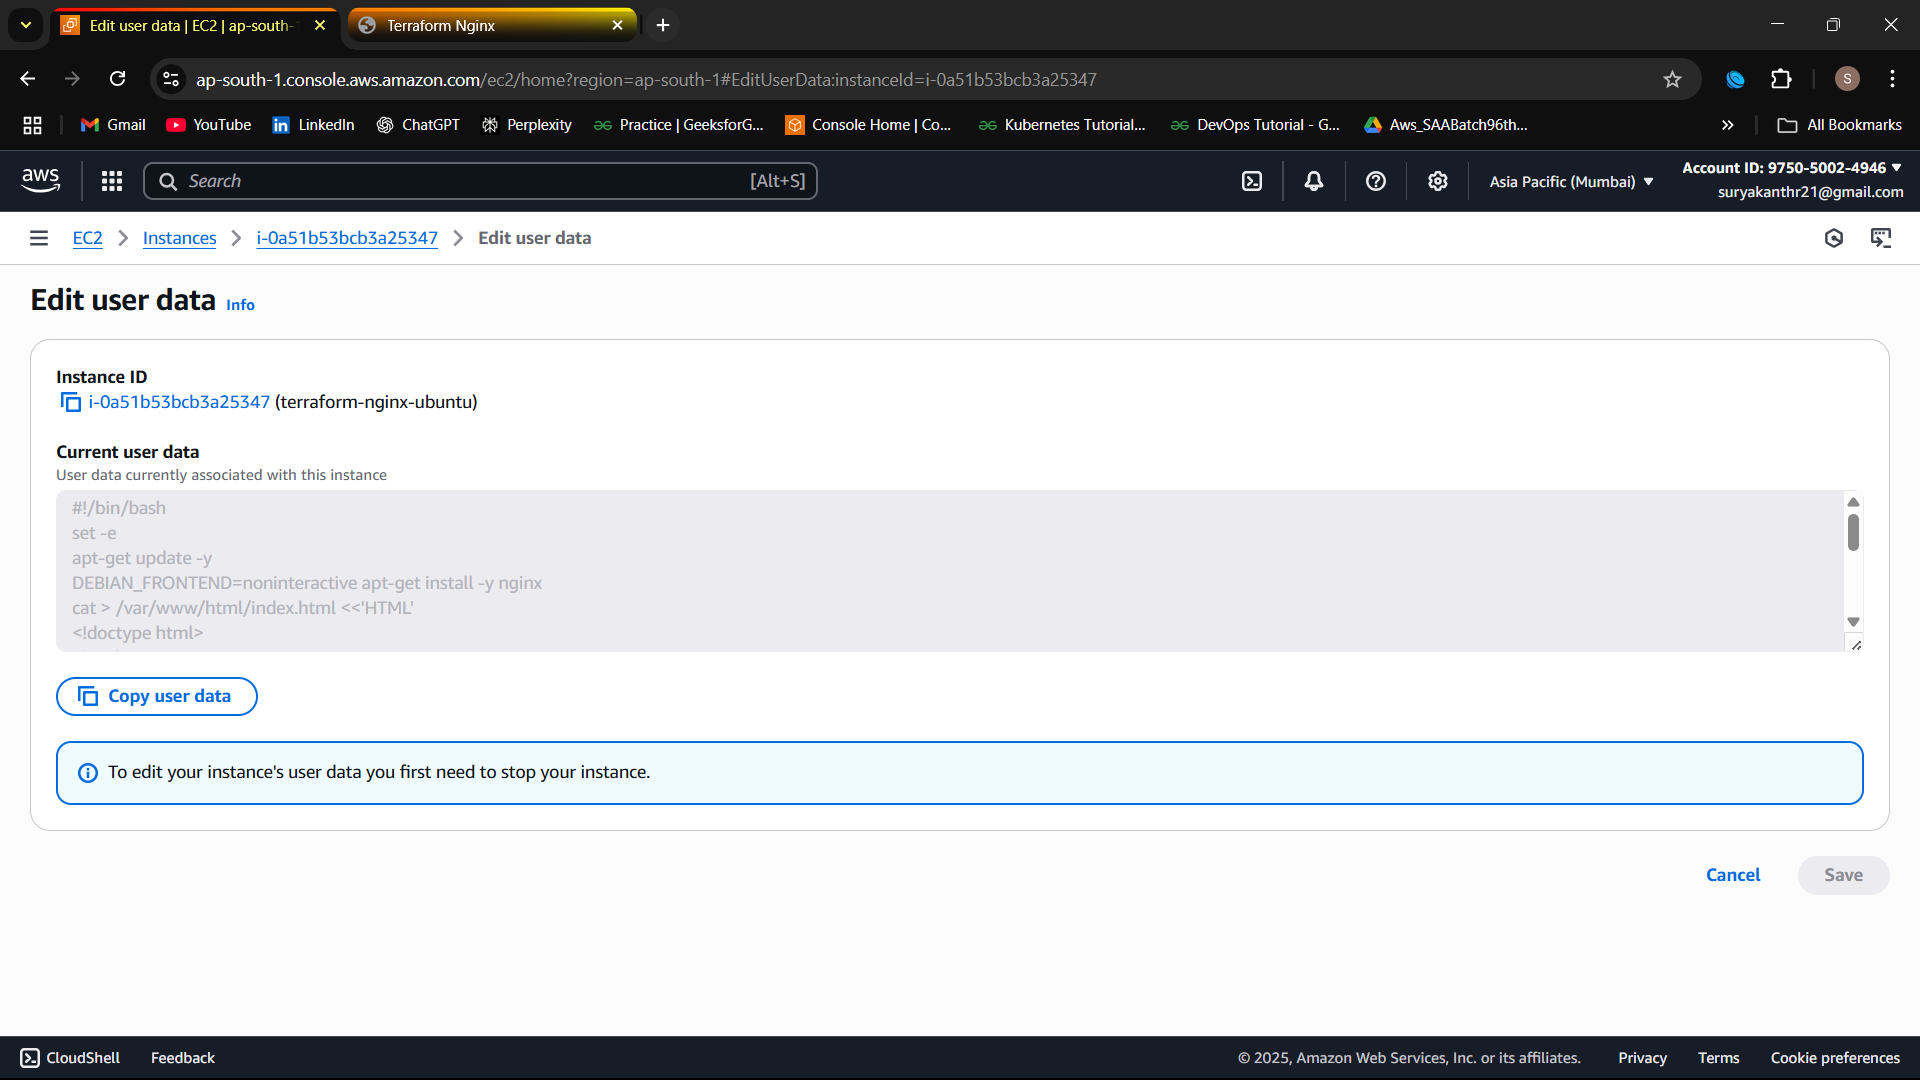 Edit user data | EC2 | ap-south-
Terraform Nginx
ap-south-1.console.aws.amazon.com/ec2/home?region=ap-south-1#EditUserData:instanceId=i-0a51b53bcb3a25347
S
Gmail
YouTube
LinkedIn
ChatGPT
Perplexity
Practice | GeeksforG...
Console Home | Co...
Kubernetes Tutorial...
DevOps Tutorial - G...
Aws_SAABatch96th...
All Bookmarks
aws
Search
[Alt+S]
Asia Pacific (Mumbai)
Account ID: 9750-5002-4946
suryakanthr21@gmail.com
EC2
Instances
i-0a51b53bcb3a25347
Edit user data
Edit user data Info
Instance ID
i-0a51b53bcb3a25347 (terraform-nginx-ubuntu)
Current user data
User data currently associated with this instance
#!/bin/bash
set -e
apt-get update -y
DEBIAN_FRONTEND=noninteractive apt-get install -y nginx
cat > /var/www/html/index.html <<'HTML'
<!doctype html>
Copy user data
To edit your instance's user data you first need to stop your instance.
Cancel
Save
CloudShell
Feedback
© 2025, Amazon Web Services, Inc. or its affiliates.
Privacy
Terms
Cookie preferences